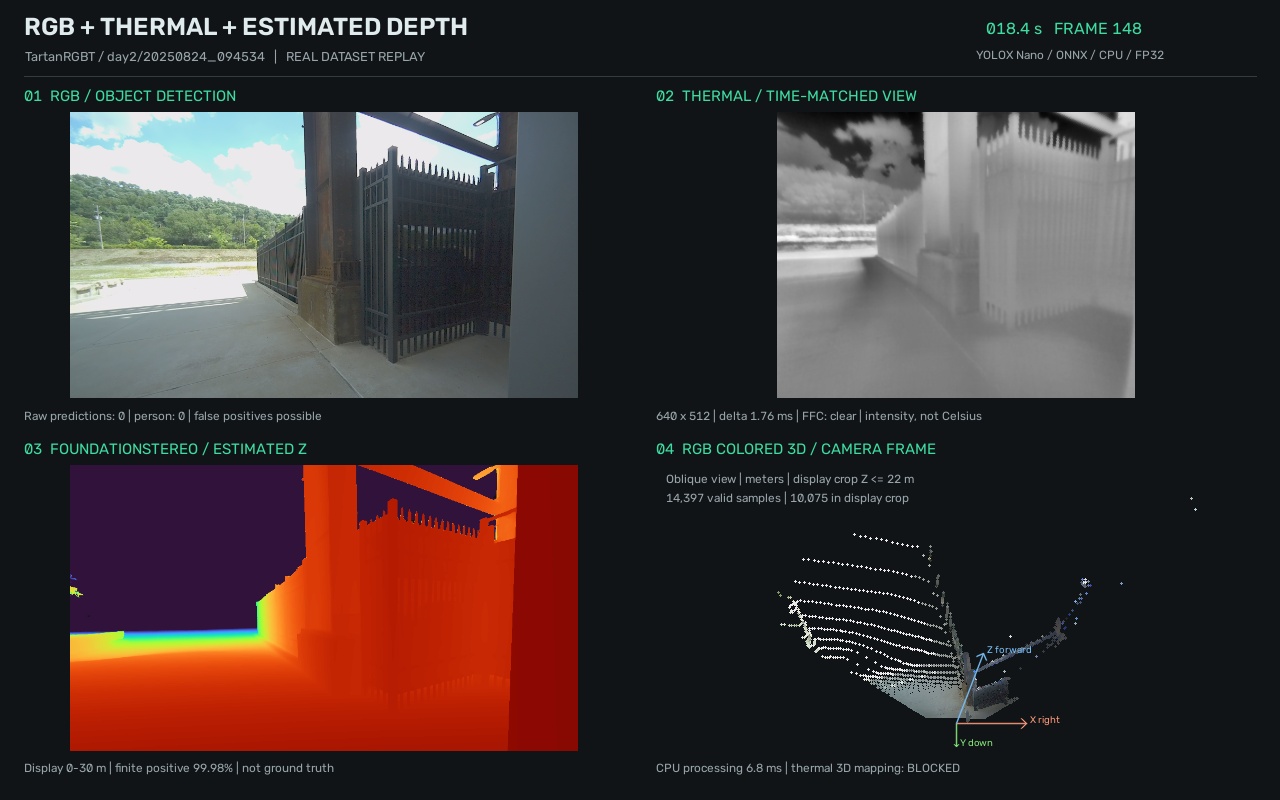 RGB + THERMAL + ESTIMATED DEPTH
018.4 s FRAME 148
TartanRGBT / day2/20250824_094534 | REAL DATASET REPLAY
YOLOX Nano / ONNX / CPU / FP32
01 RGB / OBJECT DETECTION
02 THERMAL / TIME-MATCHED VIEW
Raw predictions: 0 | person: 0 | false positives possible
640 x 512 | delta 1.76 ms | FFC: clear | intensity, not Celsius
03 FOUNDATIONSTEREO / ESTIMATED Z
04 RGB COLORED 3D / CAMERA FRAME
Oblique view | meters | display crop Z <= 22 m
14,397 valid samples | 10,075 in display crop
Z forward
X right
Y down
Display 0-30 m | finite positive 99.98% | not ground truth
CPU processing 6.8 ms | thermal 3D mapping: BLOCKED